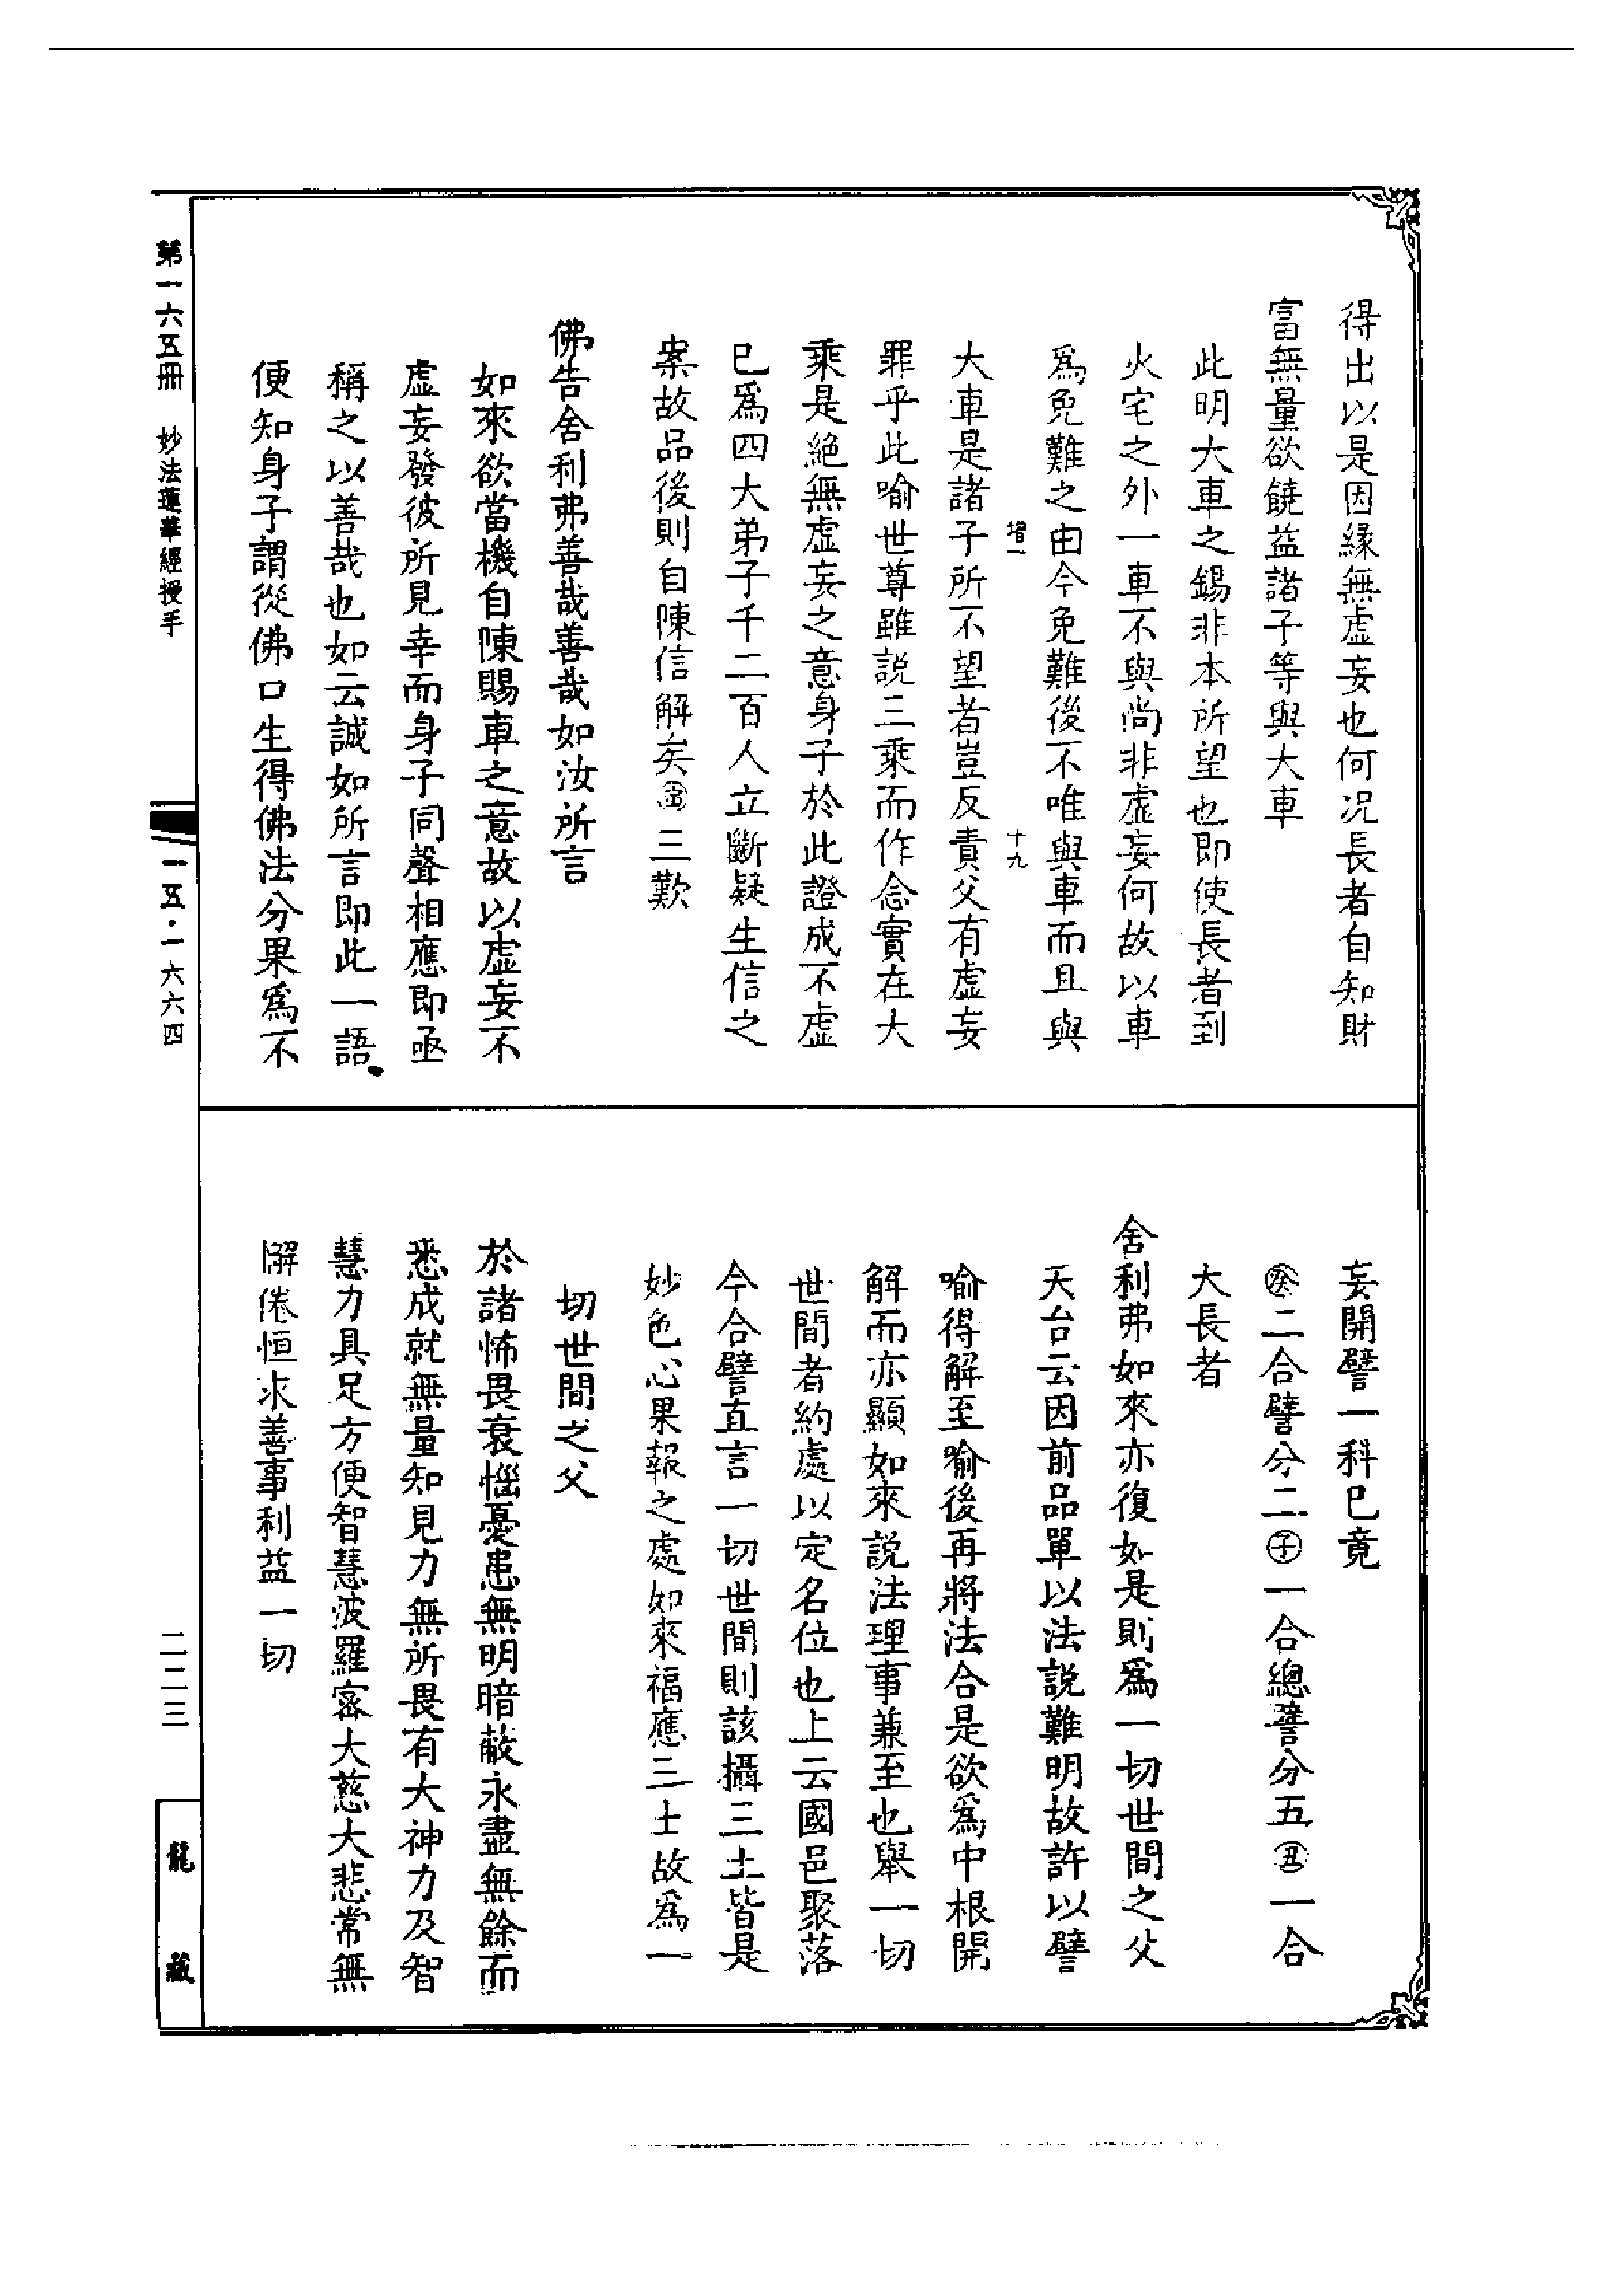 得出以是因緣無虛妄也何况長者自知財
富無量欲饒益諸子等與大車
此明大車之錫非本所望也即使長者到
火宅之外一車不與尚非虛妄何故以車
爲免難之由今免難後不唯與車而且與
增一
十九
大車是諸子所不望者豈反責父有虛妄
罪乎此喻世尊雖說三乘而作念實在大
乘是絕無虛妄之意身子於此證成不虛
已爲四大弟子千二百人立斷疑生信之
案故品後則自陳信解矣㊎三歎
佛告舍利弗善哉善哉如汝所言
如來欲當機自陳賜車之意故以虛妄不
虛妄發彼所見幸而身子同聲相應即亟
稱之以善哉也如云誠如所言即此一語
便知身子謂從佛口生得佛法分果爲不
妄開譬一科已竟
癸二合譬分二子一合總譬分五丑一合
大長者
舍利弗如來亦復如是則爲一切世間之父
天台云因前品單以法說難明故許以譬
喻得解至喻後再將法合是欲爲中根開
解而亦顯如來說法理事兼至也舉一切
世間者約處以定名位也上云國邑聚落
今合譬直言一切世間則該攝三土皆是
妙色心果報之處如來福應三土故爲一
切世間之父
於諸怖畏衰惱憂患無明暗蔽永盡無餘而
悉成就無量知見力無所畏有大神力及智
慧力具足方便智慧波羅密大慈大悲常無
懈倦恒求善事利益一切
第一六五冊　妙法蓮華經授手
一五·一六六四
二二三
龍藏